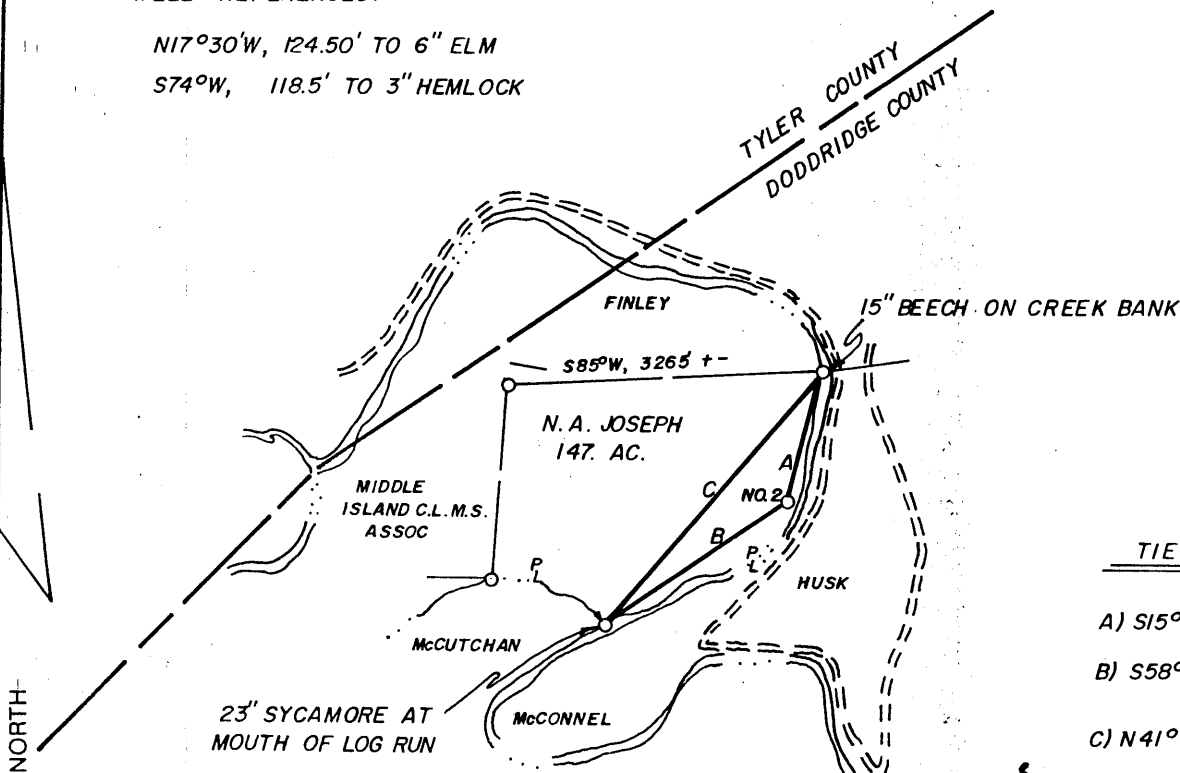 N17°30'W, 124.50' TO 6" ELM
S74°W, 118.5' TO 3" HEMLOCK
TYLER COUNTY
DODDRIDGE COUNTY
FINLEY
15" BEECH ON CREEK BANK
S85°W, 3265' + -
N. A. JOSEPH
147. AC.
A
C
NO. 2
MIDDLE
ISLAND C.L.M.S.
ASSOC
B
P
L
HUSK
TIE
P
L
A) S15°
McCUTCHAN
B) S58°
23" SYCAMORE AT
MOUTH OF LOG RUN
McCONNEL
C) N41°
NORTH